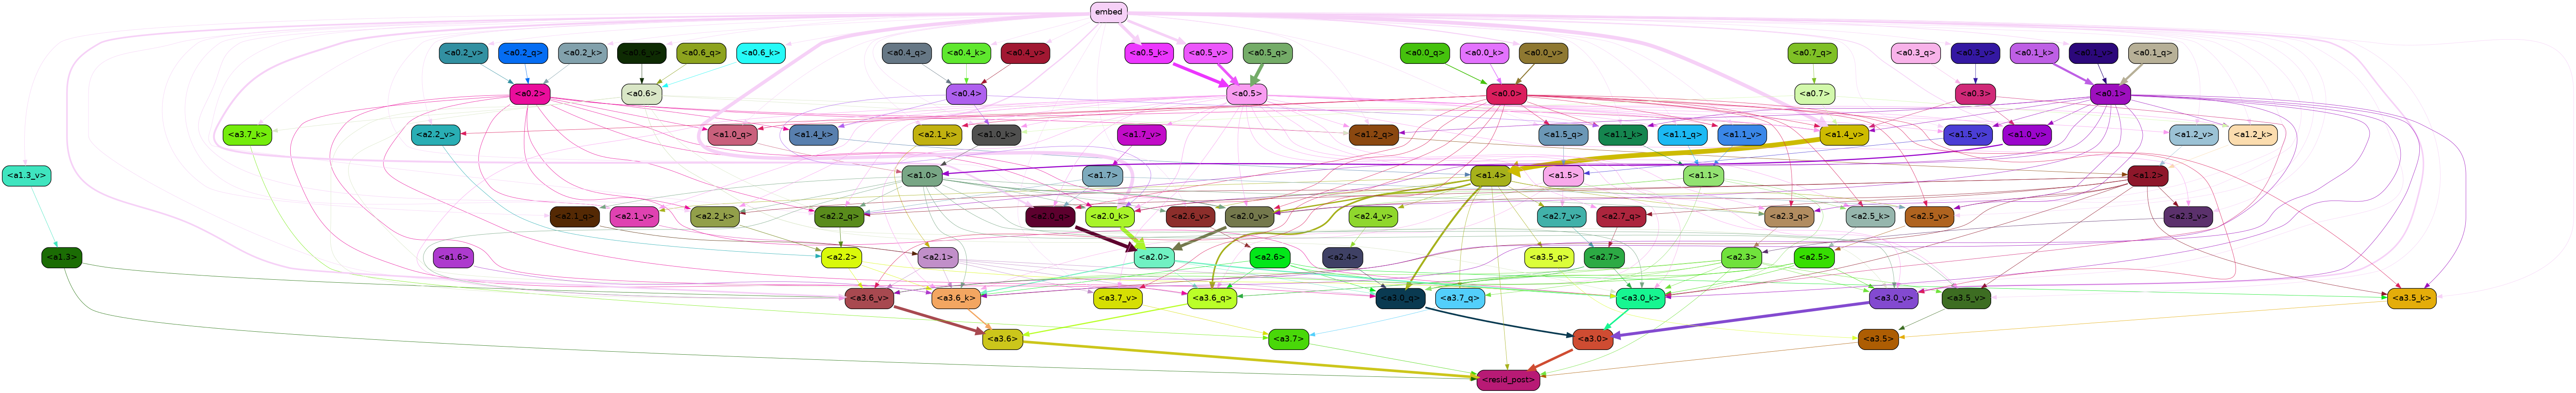 embed
<a0.2_v> <a0.2_q> <a0.2_k> <a0.6_v> <a0.6_q> <a0.6_k> <a0.4_q> <a0.4_k> <a0.4_v> <a0.5_k> <a0.5_v> <a0.5_q> <a0.0_q> <a0.0_k> <a0.0_v> <a0.7_q> <a0.3_q> <a0.3_v> <a0.1_k> <a0.1_v> <a0.1_q>
<a0.2> <a0.6> <a0.4> <a0.5> <a0.0> <a0.7> <a0.3> <a0.1>
<a3.7_k> <a2.2_v> <a1.0_q> <a1.4_k> <a2.1_k> <a1.0_k> <a1.7_v> <a1.2_q> <a1.5_q> <a1.1_k> <a1.1_q> <a1.1_v> <a1.4_v> <a1.5_v> <a1.0_v> <a1.2_v> <a1.2_k>
<a1.3_v> <a1.0> <a1.7> <a1.4> <a1.5> <a1.1> <a1.2>
<a2.1_q> <a2.1_v> <a2.2_k> <a2.2_q> <a2.0_q> <a2.0_k> <a2.6_v> <a2.0_v> <a2.4_v> <a2.7_v> <a2.7_q> <a2.3_q> <a2.5_k> <a2.5_v> <a2.3_v>
<a1.3> <a1.6> <a2.2> <a2.1> <a2.0> <a2.6> <a2.4> <a3.5_q> <a2.7> <a2.3> <a2.5>
<a3.6_v> <a3.6_k> <a3.7_v> <a3.6_q> <a3.0_q> <a3.7_q> <a3.0_k> <a3.0_v> <a3.5_v> <a3.5_k>
<a3.6> <a3.7> <a3.0> <a3.5>
<resid_post>